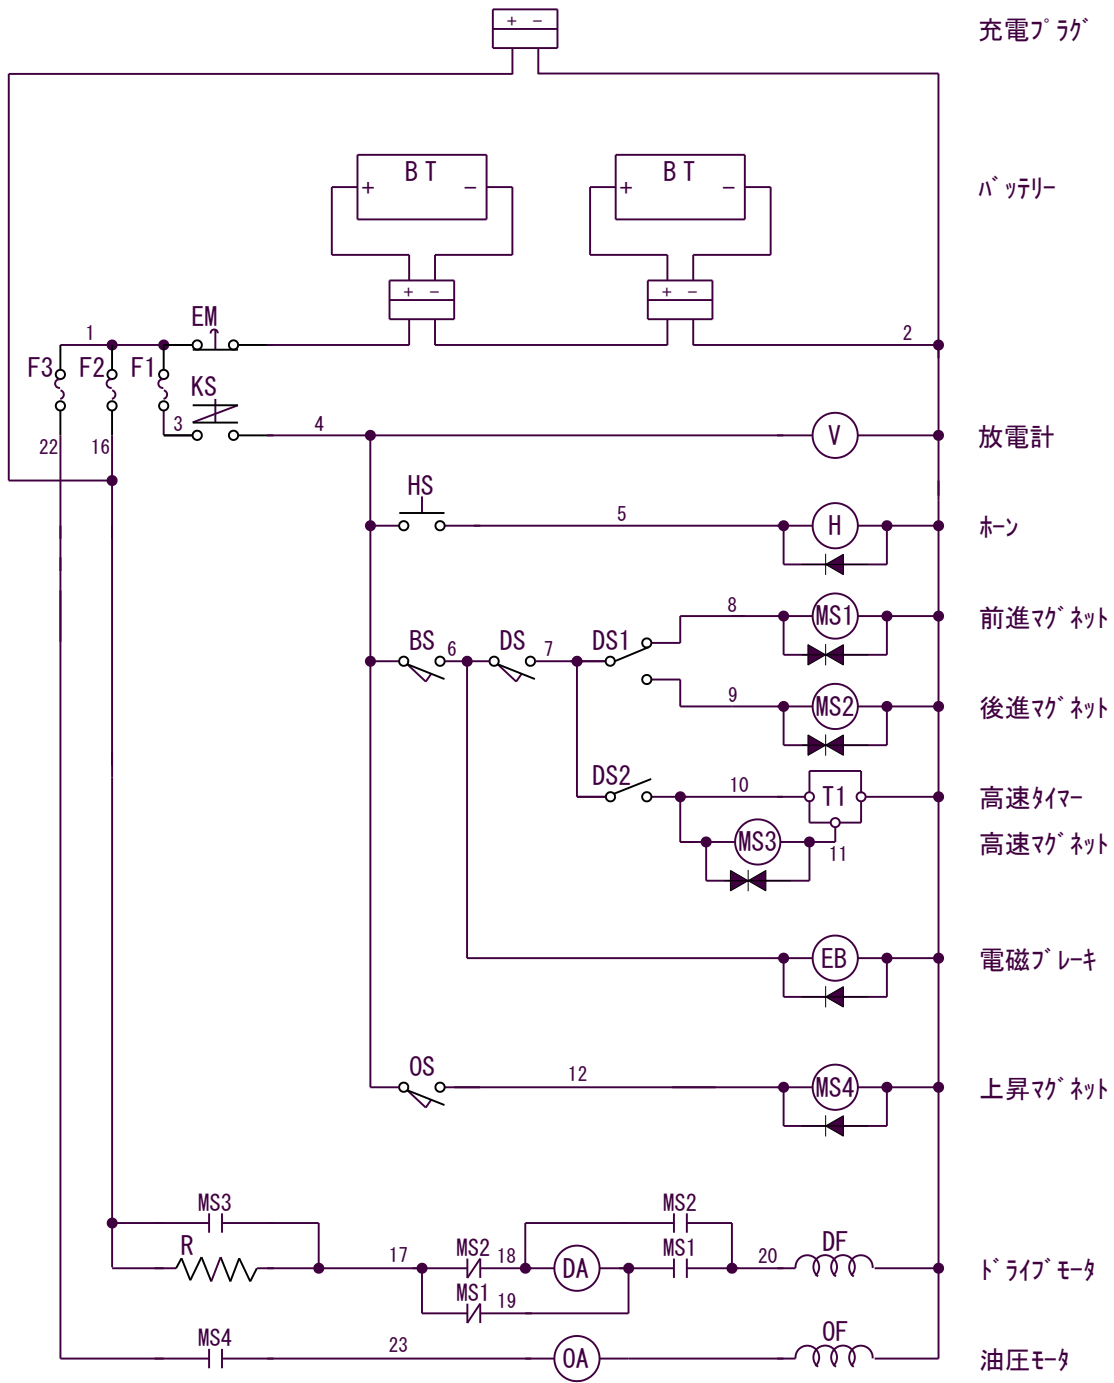 + − 充電プラグ
BT BT バッテリー
+ − + −
+ − + −
EM
1 2
F3 F2 F1
KS
3 4 V 放電計
22 16
HS
5 H ホーン
8 MS1 前進マグネット
BS 6 DS 7 DS1
9 MS2 後進マグネット
DS2 10 T1 高速タイマー
MS3 11 高速マグネット
EB 電磁ブレーキ
OS 12 MS4 上昇マグネット
MS3 MS2
R 17 MS2 18 DA MS1 20 DF ドライブモータ
MS1 19
MS4 23 OA OF 油圧モータ